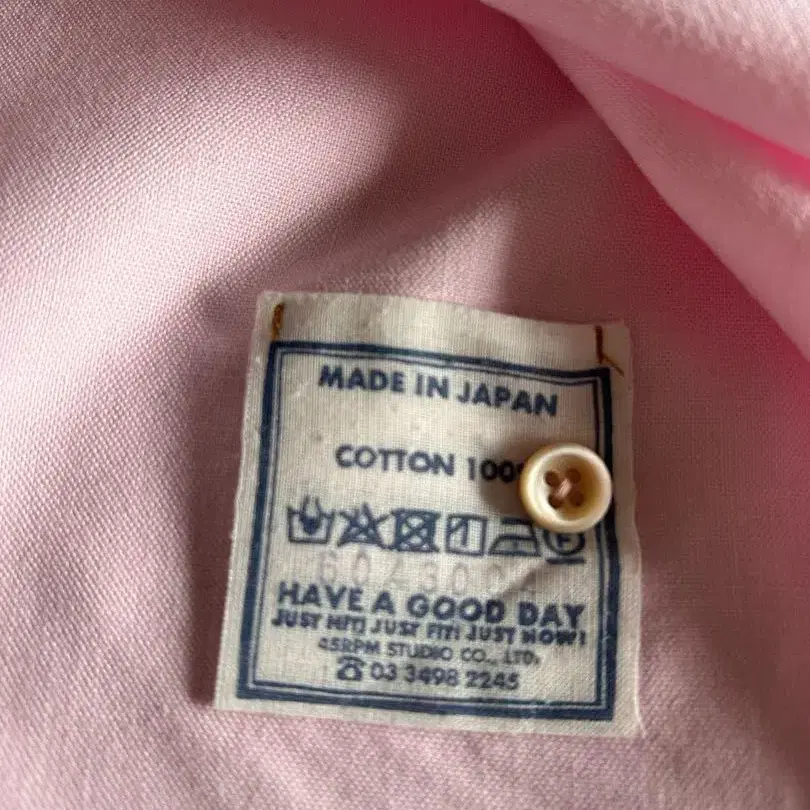 MADE IN JAPAN
COTTON 100
HAVE A GOOD DAY
JUST HIT! JUST FIT! JUST NOW!
45RPM STUDIO CO., LTD.
☎ 03 3498 2245